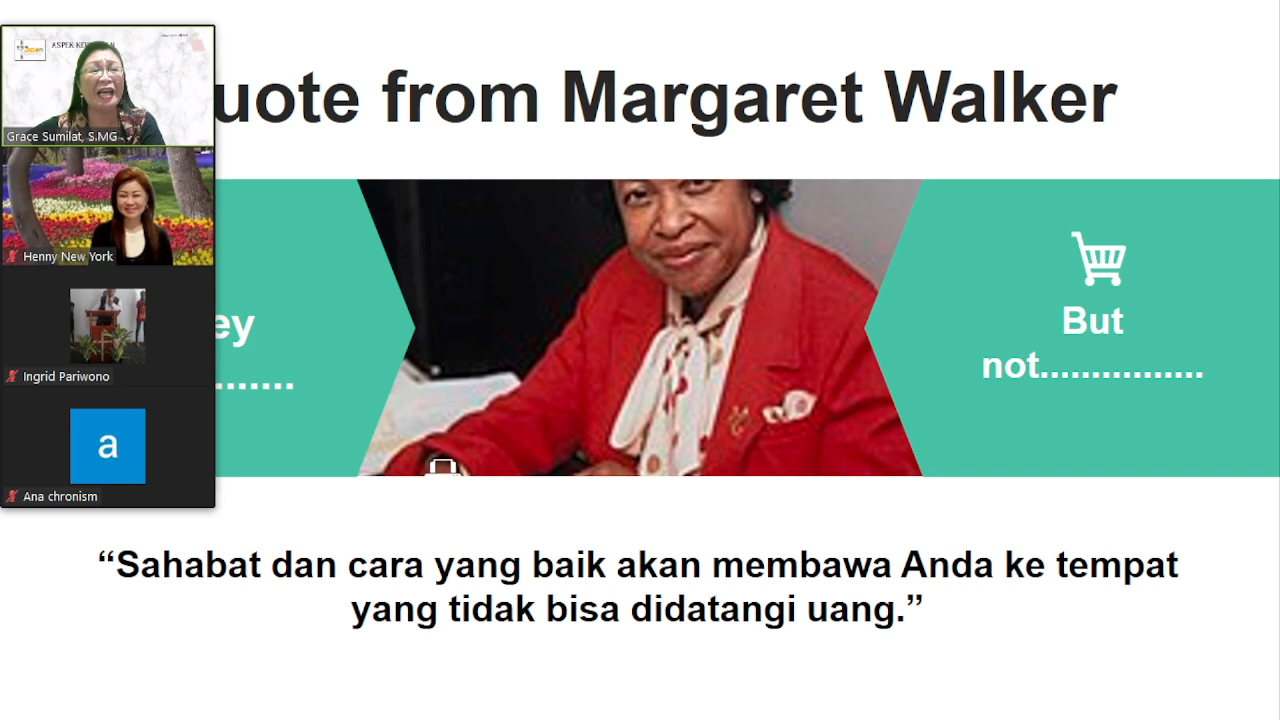 uote from Margaret Walker
ASPEK
Grace Sumilat, S.MG
Henny New York
Ingrid Pariwono
a
Ana chronism
ey
.......
But
not................
“Sahabat dan cara yang baik akan membawa Anda ke tempat
yang tidak bisa didatangi uang.”